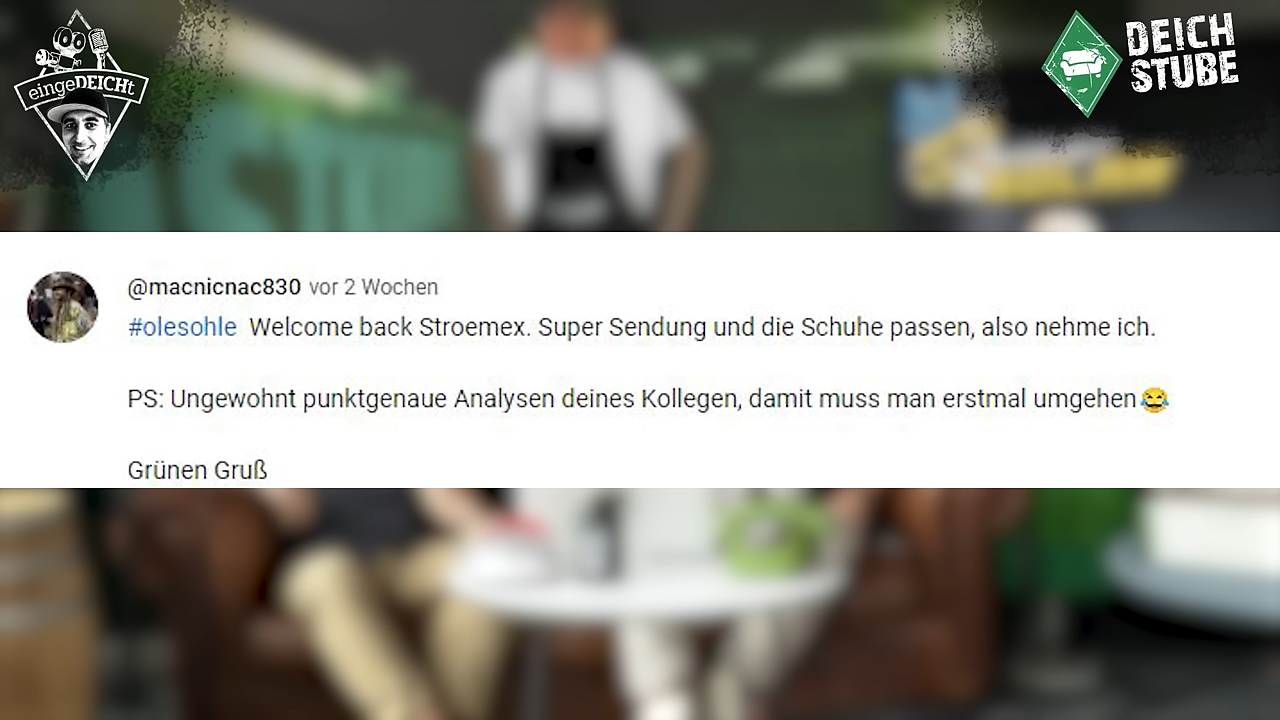 eingeDEICHt
DEICH
STUBE
@macnicnac830 vor 2 Wochen
#olesohle Welcome back Stroemex. Super Sendung und die Schuhe passen, also nehme ich.
PS: Ungewohnt punktgenaue Analysen deines Kollegen, damit muss man erstmal umgehen😂
Grünen Gruß